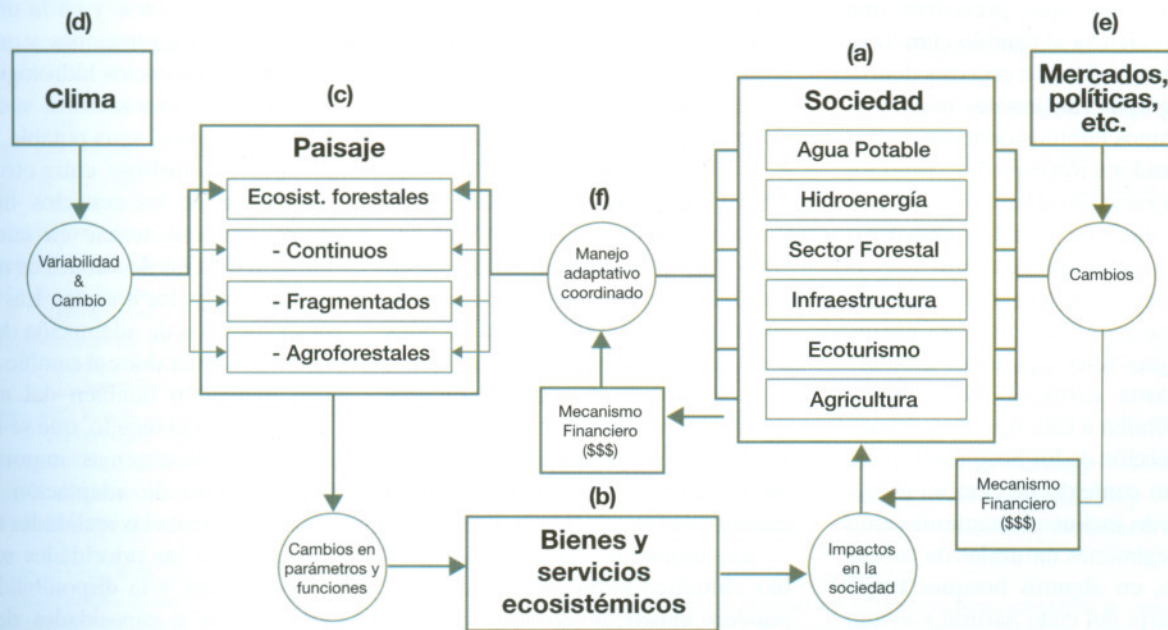 (d)
Clima
Variabilidad
&
Cambio
(c)
Paisaje
Ecosist. forestales
- Continuos
- Fragmentados
- Agroforestales
(f)
Manejo
adaptativo
coordinado
Mecanismo
Financiero
($$$)
(a)
Sociedad
Agua Potable
Hidroenergía
Sector Forestal
Infraestructura
Ecoturismo
Agricultura
(e)
Mercados,
políticas,
etc.
Cambios
Mecanismo
Financiero
($$$)
Cambios en
parámetros y
funciones
Bienes y
servicios
ecosistémicos
(b)
Impactos
en la
sociedad